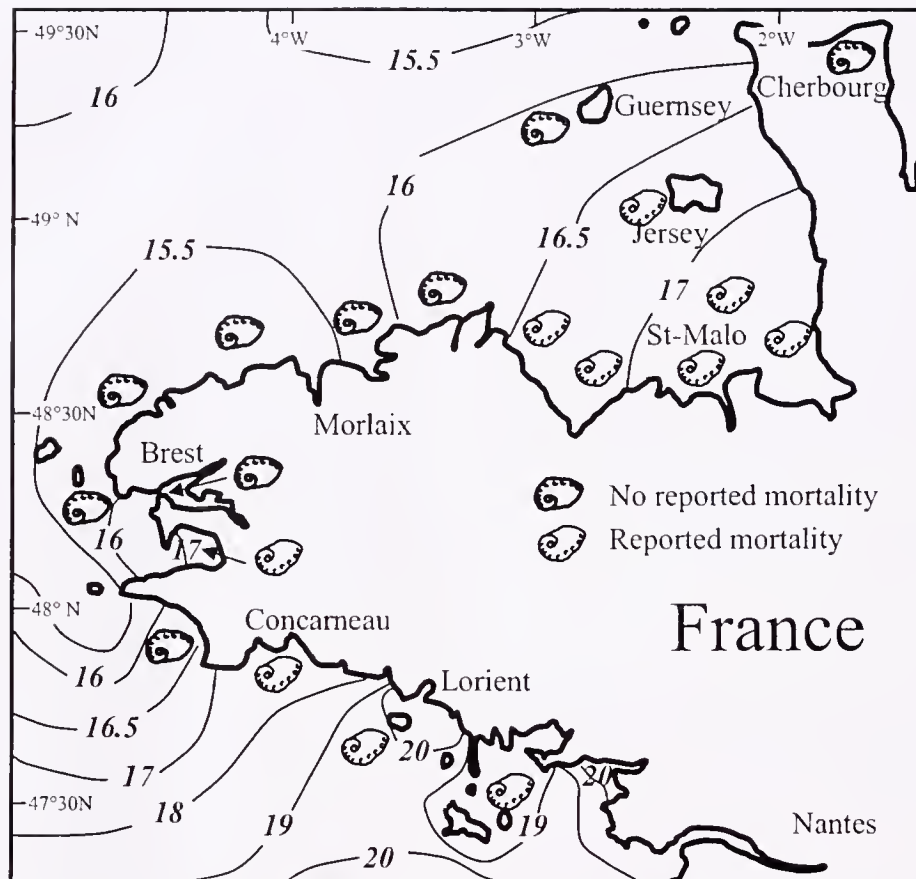 49°30N
4°W
3°W
2°W
15.5
16
Cherbourg
Guernsey
16
49° N
15.5
16.5
Jersey
17
St-Malo
48°30N
Morlaix
Brest
No reported mortality
16
Reported mortality
17
48° N
Concarneau
France
16
Lorient
16.5
20
17
20
47°30N
18
19
19
Nantes
20